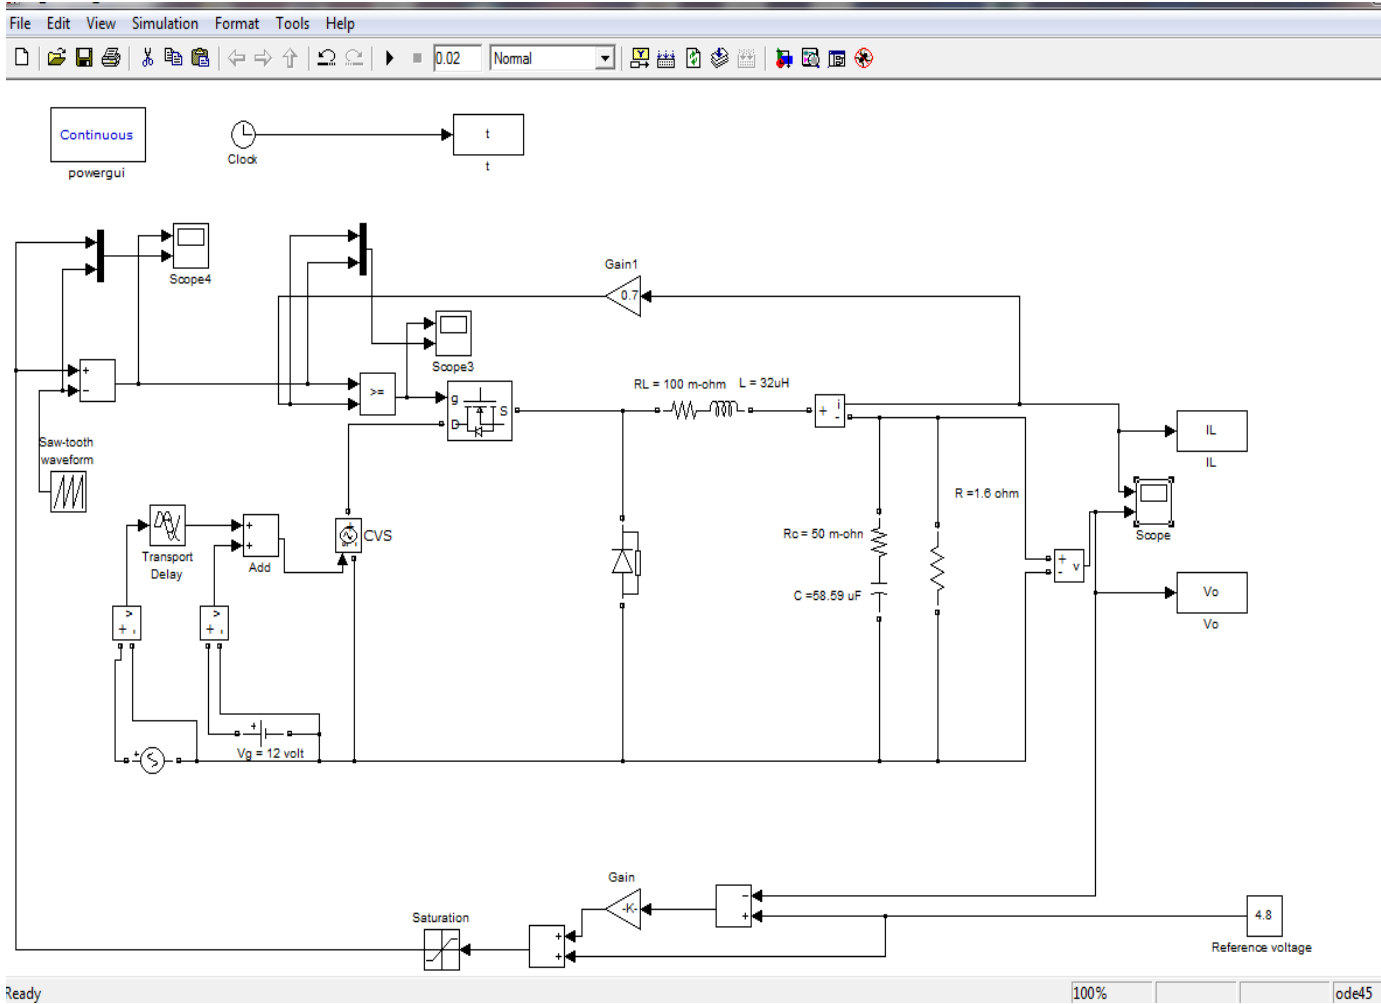 File Edit View Simulation Format Tools Help
0.02 Normal
Continuous
powergui
Clock
t
t
Scope4
Gain1
0.7
Scope3
+
-
>=
g
D
S
RL = 100 m-ohm L = 32uH
+ i -
IL
IL
Saw-tooth
waveform
R =1.6 ohm
Scope
Transport
Delay
+
+
Add
CVS
Rc = 50 m-ohn
C =58.59 uF
+ v
-
Vo
Vo
+ -
+ -
+
+
Vg = 12 volt
Gain
-K-
-
+
4.8
Saturation
+
+
Reference voltage
Ready 100% ode45